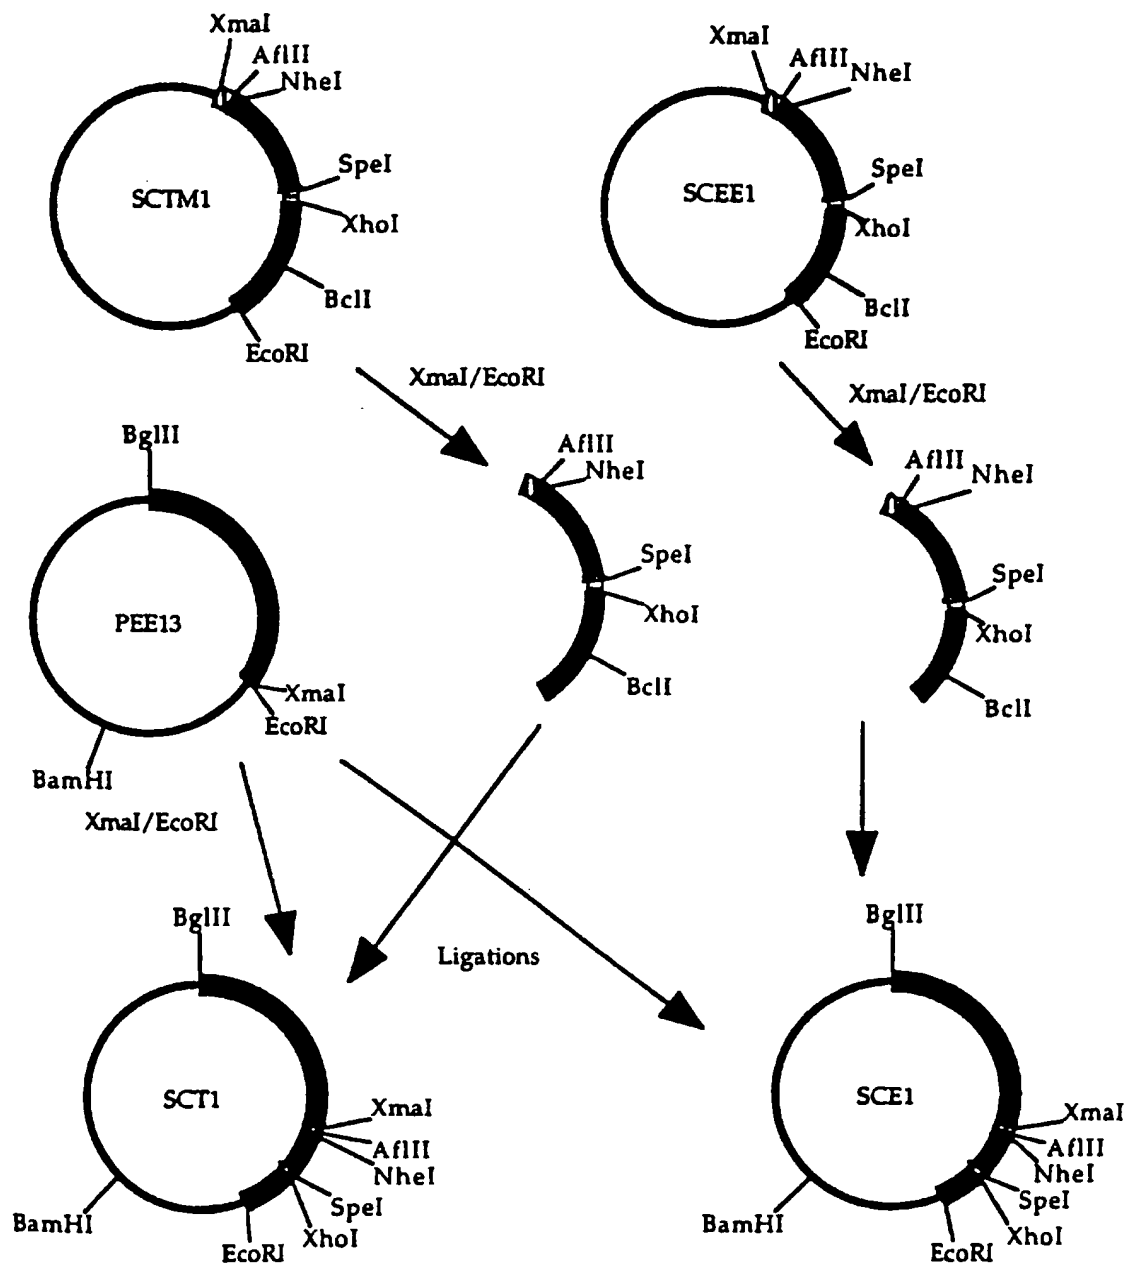 XmaI
AflII
NheI
SCTM1
SpeI
XhoI
BclI
EcoRI
XmaI
AflII
NheI
SCEE1
SpeI
XhoI
BclI
EcoRI
XmaI/EcoRI
XmaI/EcoRI
BglII
PEE13
XmaI
EcoRI
BamHI
AflII
NheI
SpeI
XhoI
BclI
AflII
NheI
SpeI
XhoI
BclI
XmaI/EcoRI
Ligations
BglII
SCT1
XmaI
AflII
NheI
SpeI
XhoI
EcoRI
BamHI
BglII
SCE1
XmaI
AflII
NheI
SpeI
XhoI
EcoRI
BamHI